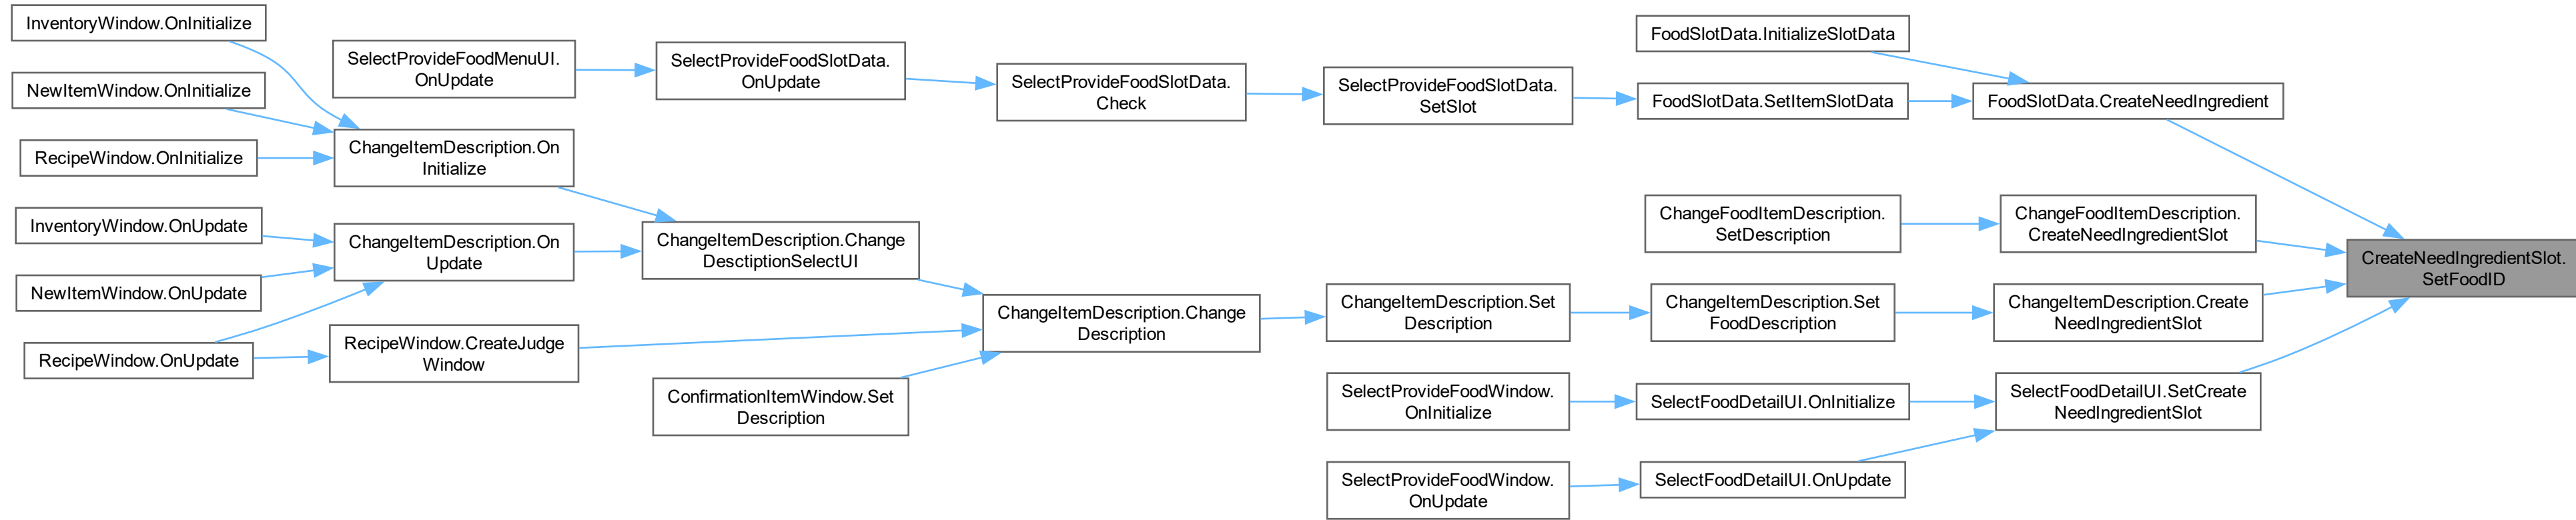 InventoryWindow.OnInitialize
NewItemWindow.OnInitialize
RecipeWindow.OnInitialize
InventoryWindow.OnUpdate
NewItemWindow.OnUpdate
RecipeWindow.OnUpdate
SelectProvideFoodMenuUI.
OnUpdate
ChangeItemDescription.On
Initialize
ChangeItemDescription.On
Update
RecipeWindow.CreateJudge
Window
SelectProvideFoodSlotData.
OnUpdate
ChangeItemDescription.Change
DesctiptionSelectUI
ConfirmationItemWindow.Set
Description
SelectProvideFoodSlotData.
Check
ChangeItemDescription.Change
Description
SelectProvideFoodSlotData.
SetSlot
ChangeItemDescription.Set
Description
SelectProvideFoodWindow.
OnInitialize
SelectProvideFoodWindow.
OnUpdate
FoodSlotData.InitializeSlotData
FoodSlotData.SetItemSlotData
ChangeFoodItemDescription.
SetDescription
ChangeItemDescription.Set
FoodDescription
SelectFoodDetailUI.OnInitialize
SelectFoodDetailUI.OnUpdate
FoodSlotData.CreateNeedIngredient
ChangeFoodItemDescription.
CreateNeedIngredientSlot
ChangeItemDescription.Create
NeedIngredientSlot
SelectFoodDetailUI.SetCreate
NeedIngredientSlot
CreateNeedIngredientSlot.
SetFoodID